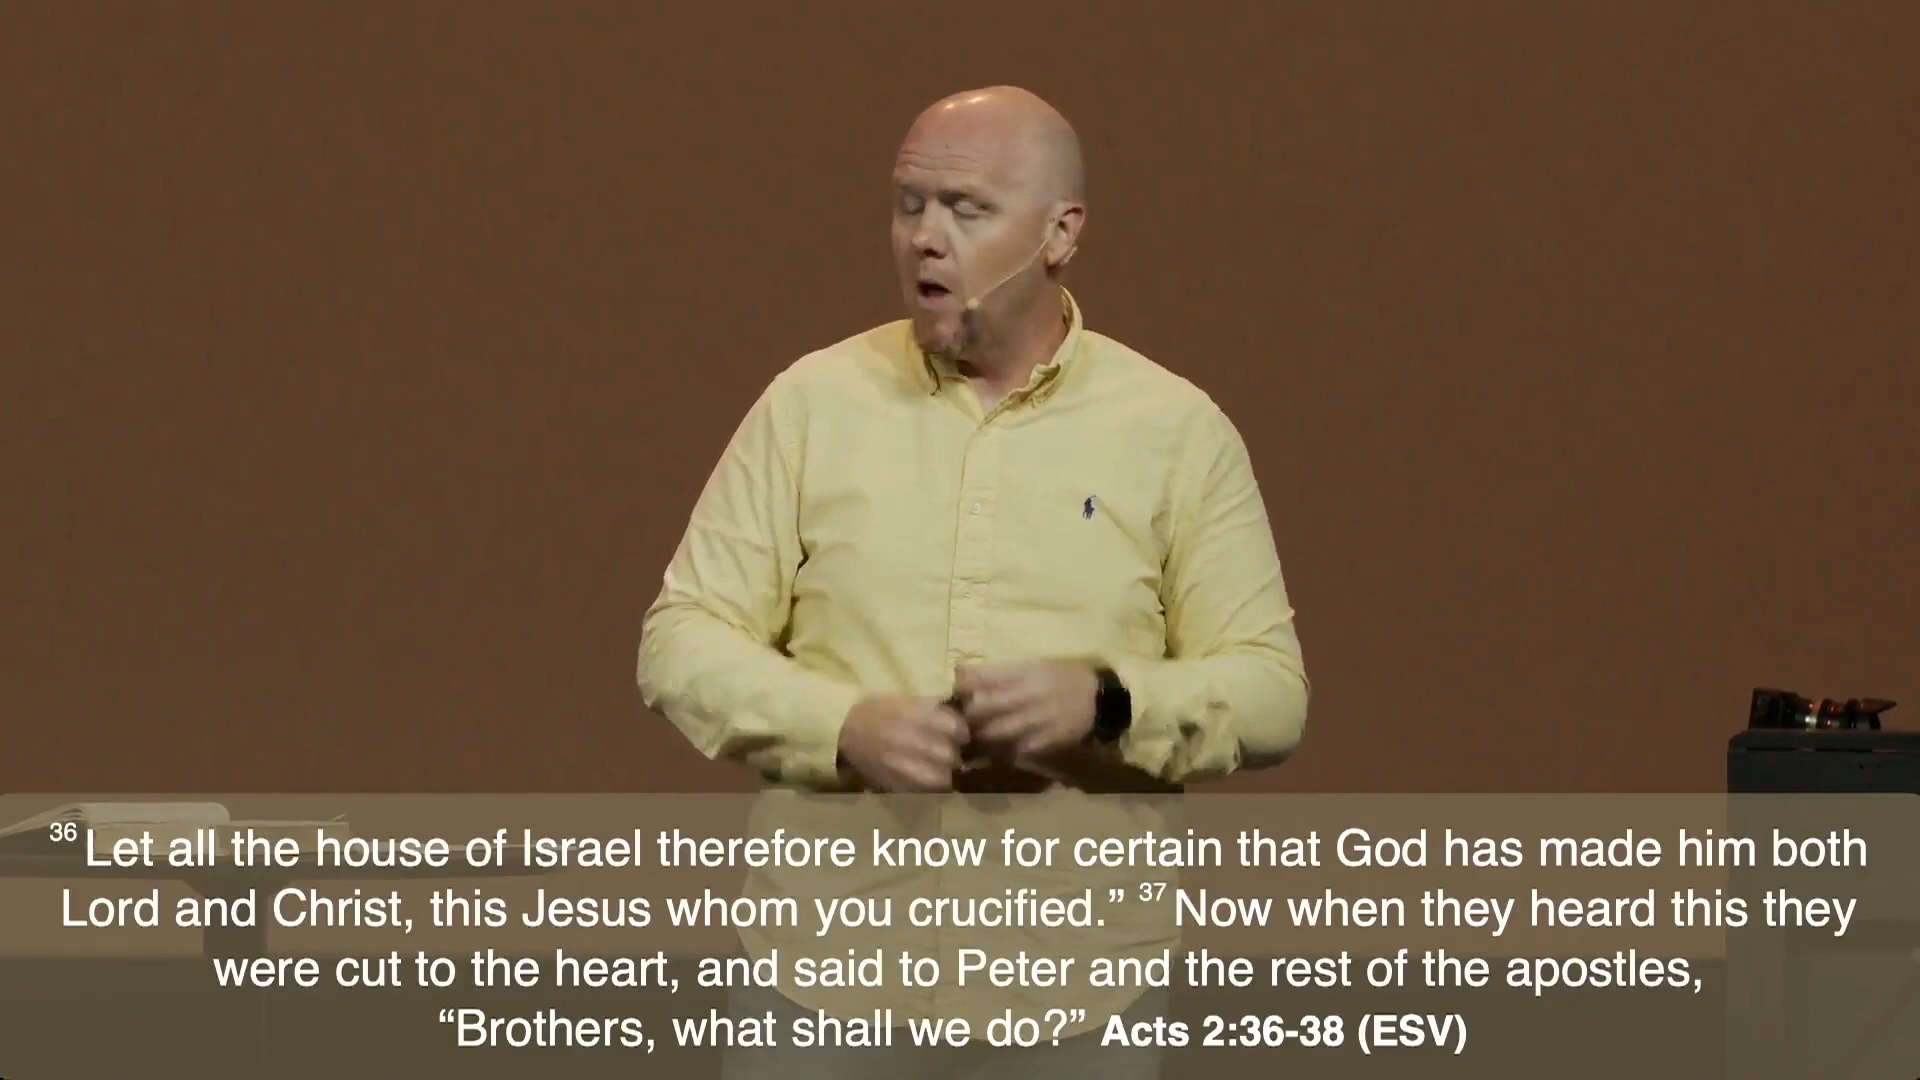 36 Let all the house of Israel therefore know for certain that God has made him both
Lord and Christ, this Jesus whom you crucified.” 37 Now when they heard this they
were cut to the heart, and said to Peter and the rest of the apostles,
“Brothers, what shall we do?” Acts 2:36-38 (ESV)